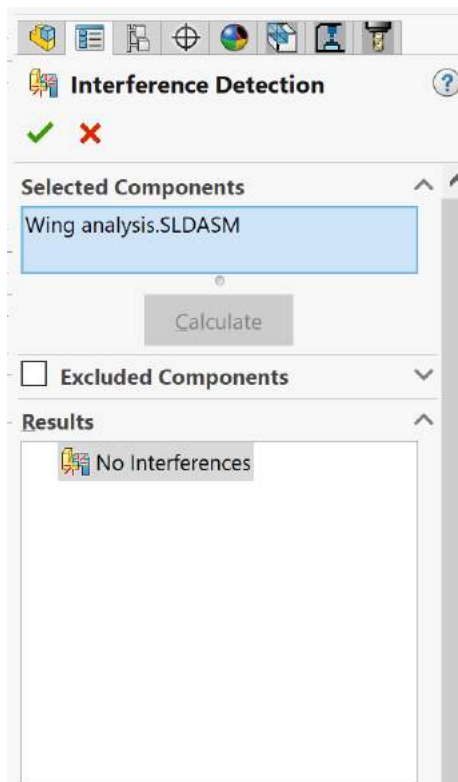 Interference Detection
?
Selected Components
Wing analysis.SLDASM
Calculate
Excluded Components
Results
No Interferences